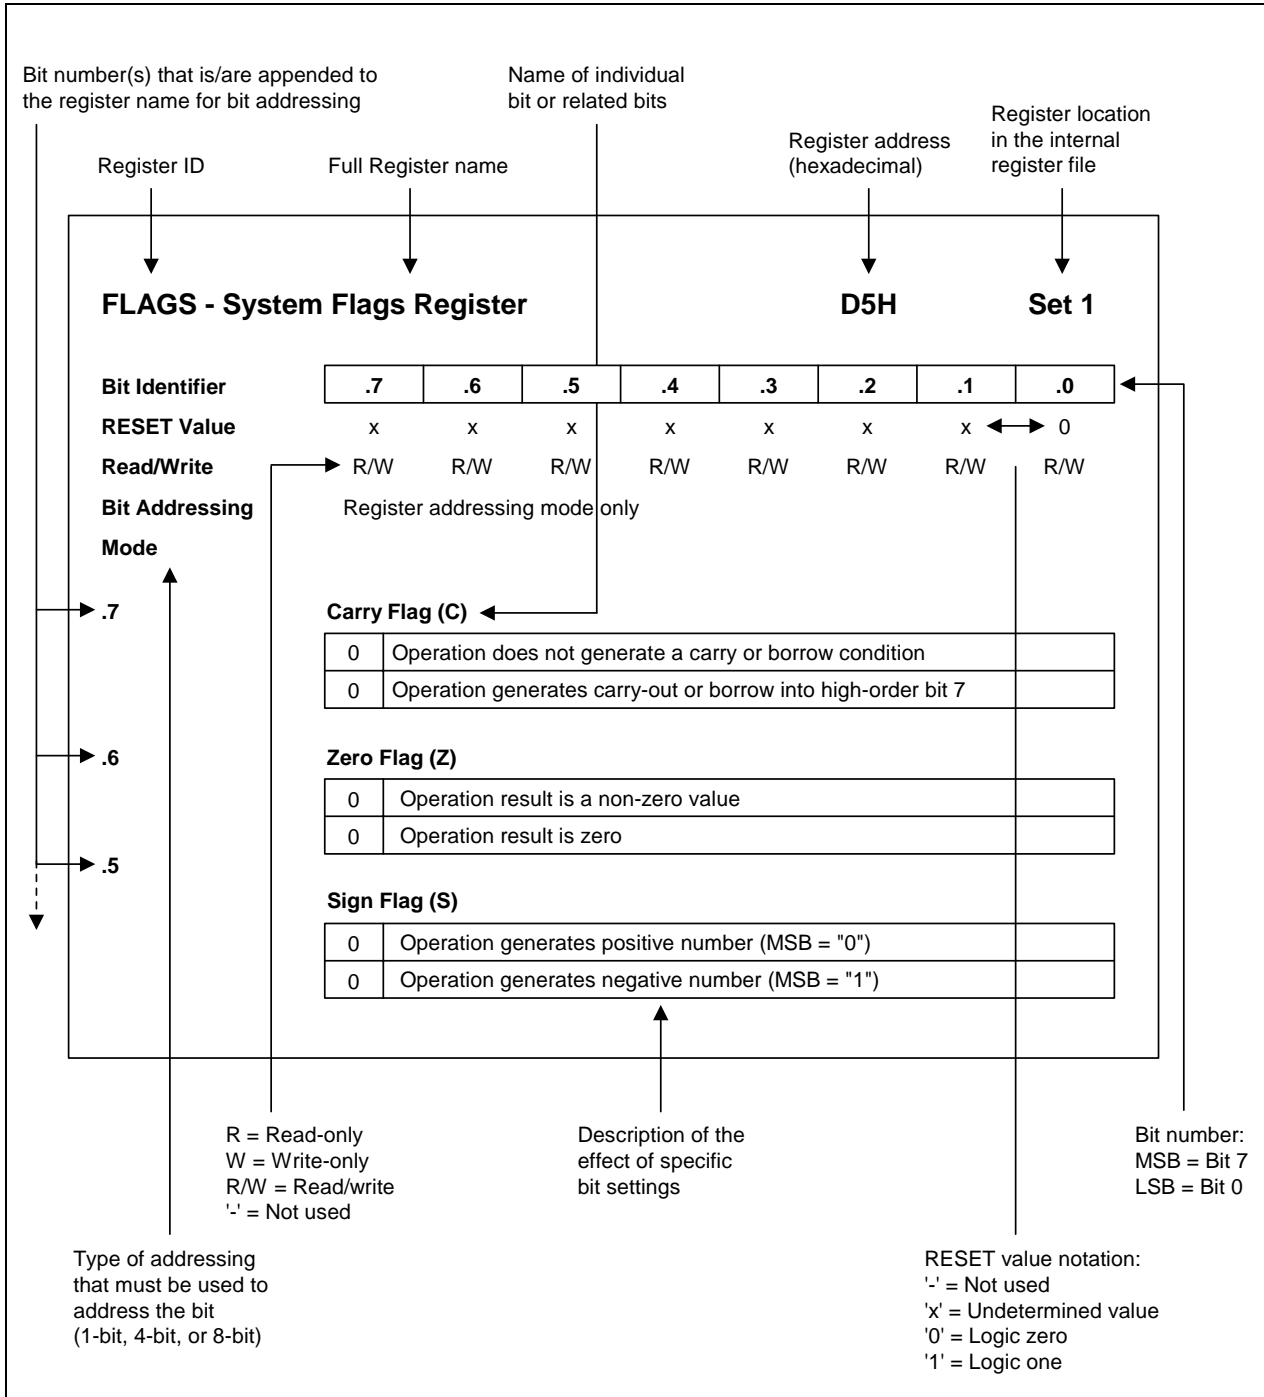 Bit number(s) that is/are appended to
the register name for bit addressing
Name of individual
bit or related bits
Register location
in the internal
register file
Register address
(hexadecimal)
Register ID
Full Register name
FLAGS - System Flags Register D5H Set 1
Bit Identifier .7 .6 .5 .4 .3 .2 .1 .0
RESET Value x x x x x x x 0
Read/Write R/W R/W R/W R/W R/W R/W R/W R/W
Bit Addressing Register addressing mode only
Mode
.7 Carry Flag (C)
0 Operation does not generate a carry or borrow condition
0 Operation generates carry-out or borrow into high-order bit 7
.6 Zero Flag (Z)
0 Operation result is a non-zero value
0 Operation result is zero
.5
Sign Flag (S)
0 Operation generates positive number (MSB = "0")
0 Operation generates negative number (MSB = "1")
R = Read-only
W = Write-only
R/W = Read/write
'-' = Not used
Description of the
effect of specific
bit settings
Bit number:
MSB = Bit 7
LSB = Bit 0
Type of addressing
that must be used to
address the bit
(1-bit, 4-bit, or 8-bit)
RESET value notation:
'-' = Not used
'x' = Undetermined value
'0' = Logic zero
'1' = Logic one